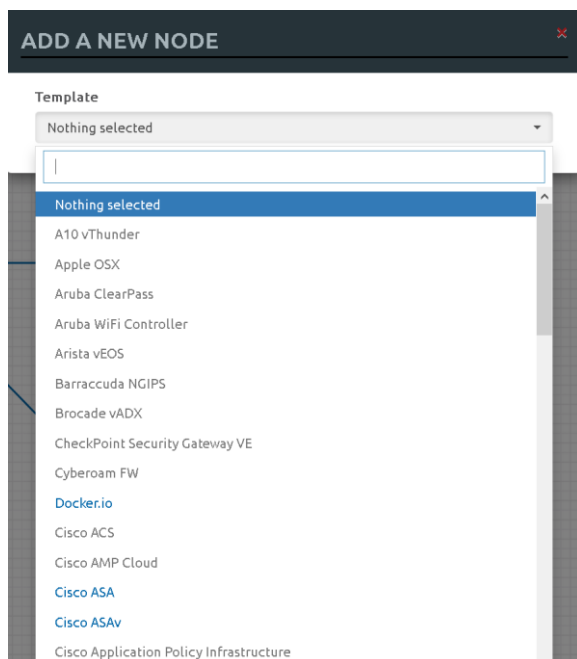 ADD A NEW NODE
Template
Nothing selected
Nothing selected
A10 vThunder
Apple OSX
Aruba ClearPass
Aruba WiFi Controller
Arista vEOS
Barraccuda NGIPS
Brocade vADX
CheckPoint Security Gateway VE
Cyberoam FW
Docker.io
Cisco ACS
Cisco AMP Cloud
Cisco ASA
Cisco ASAv
Cisco Application Policy Infrastructure